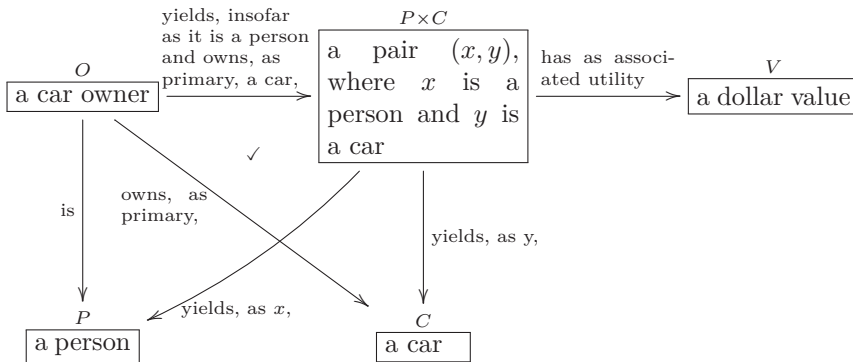 yields, insofar
as it is a person
and owns, as
primary, a car,
O
a car owner
P×C
a pair (x, y),
where x is a
person and y is
a car
has as associ-
ated utility
V
a dollar value
✓
is
owns, as
primary,
yields, as y,
yields, as x,
P
a person
C
a car